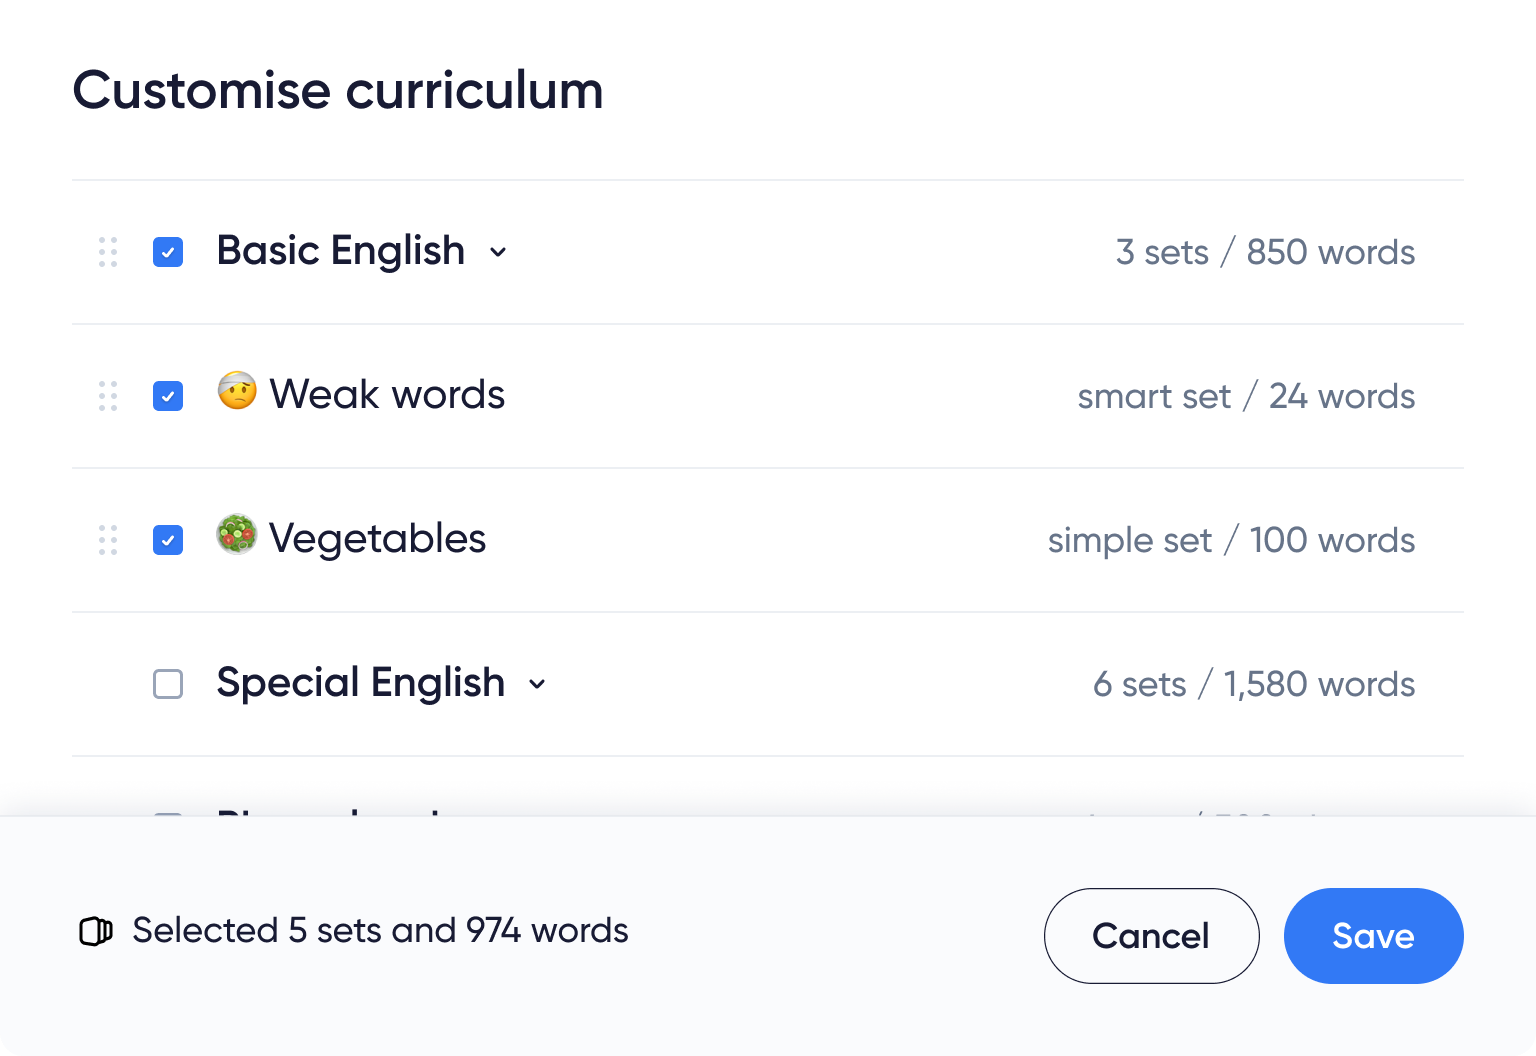 Customise curriculum
Basic English
3 sets / 850 words
🤕 Weak words
smart set / 24 words
🥗 Vegetables
simple set / 100 words
Special English
6 sets / 1,580 words
Selected 5 sets and 974 words
Cancel
Save